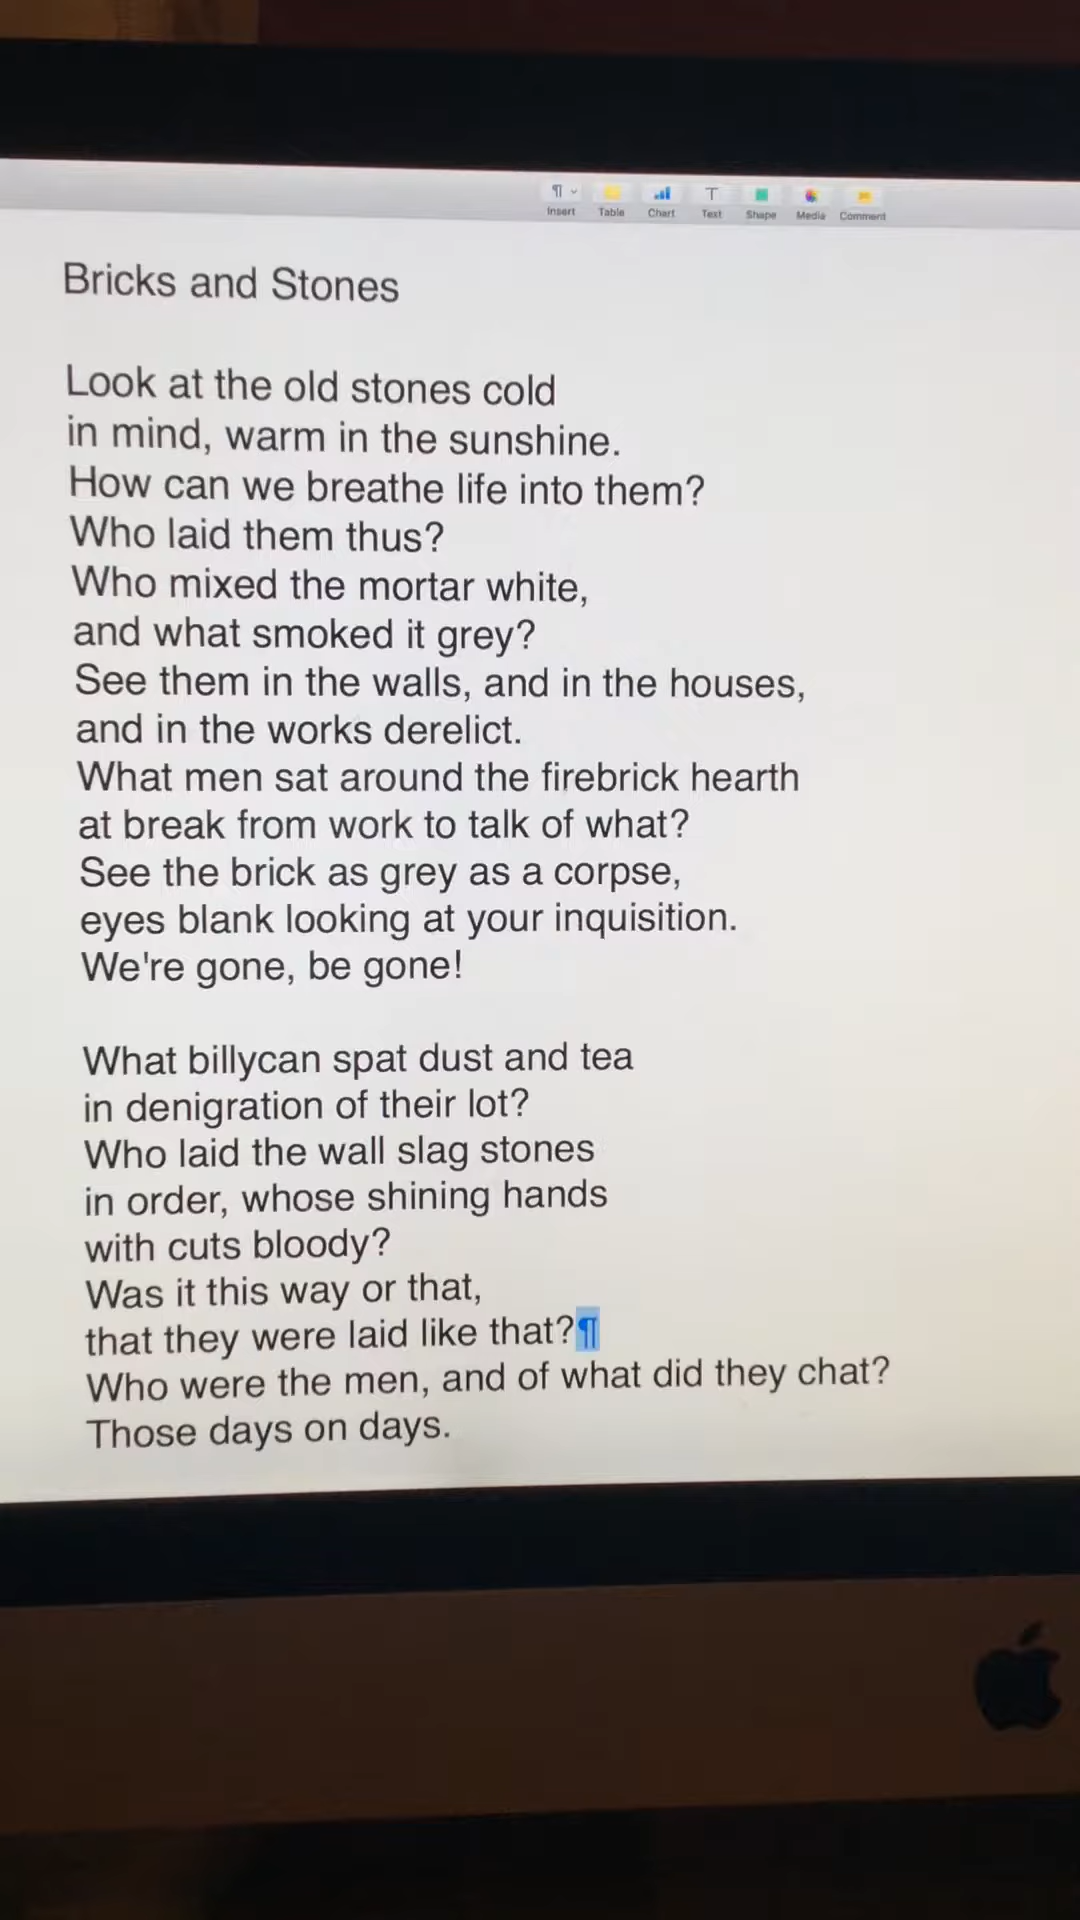 Insert Table Chart Text Shape Media Comment
Bricks and Stones
Look at the old stones cold
in mind, warm in the sunshine.
How can we breathe life into them?
Who laid them thus?
Who mixed the mortar white,
and what smoked it grey?
See them in the walls, and in the houses,
and in the works derelict.
What men sat around the firebrick hearth
at break from work to talk of what?
See the brick as grey as a corpse,
eyes blank looking at your inquisition.
We're gone, be gone!
What billycan spat dust and tea
in denigration of their lot?
Who laid the wall slag stones
in order, whose shining hands
with cuts bloody?
Was it this way or that,
that they were laid like that?¶
Who were the men, and of what did they chat?
Those days on days.